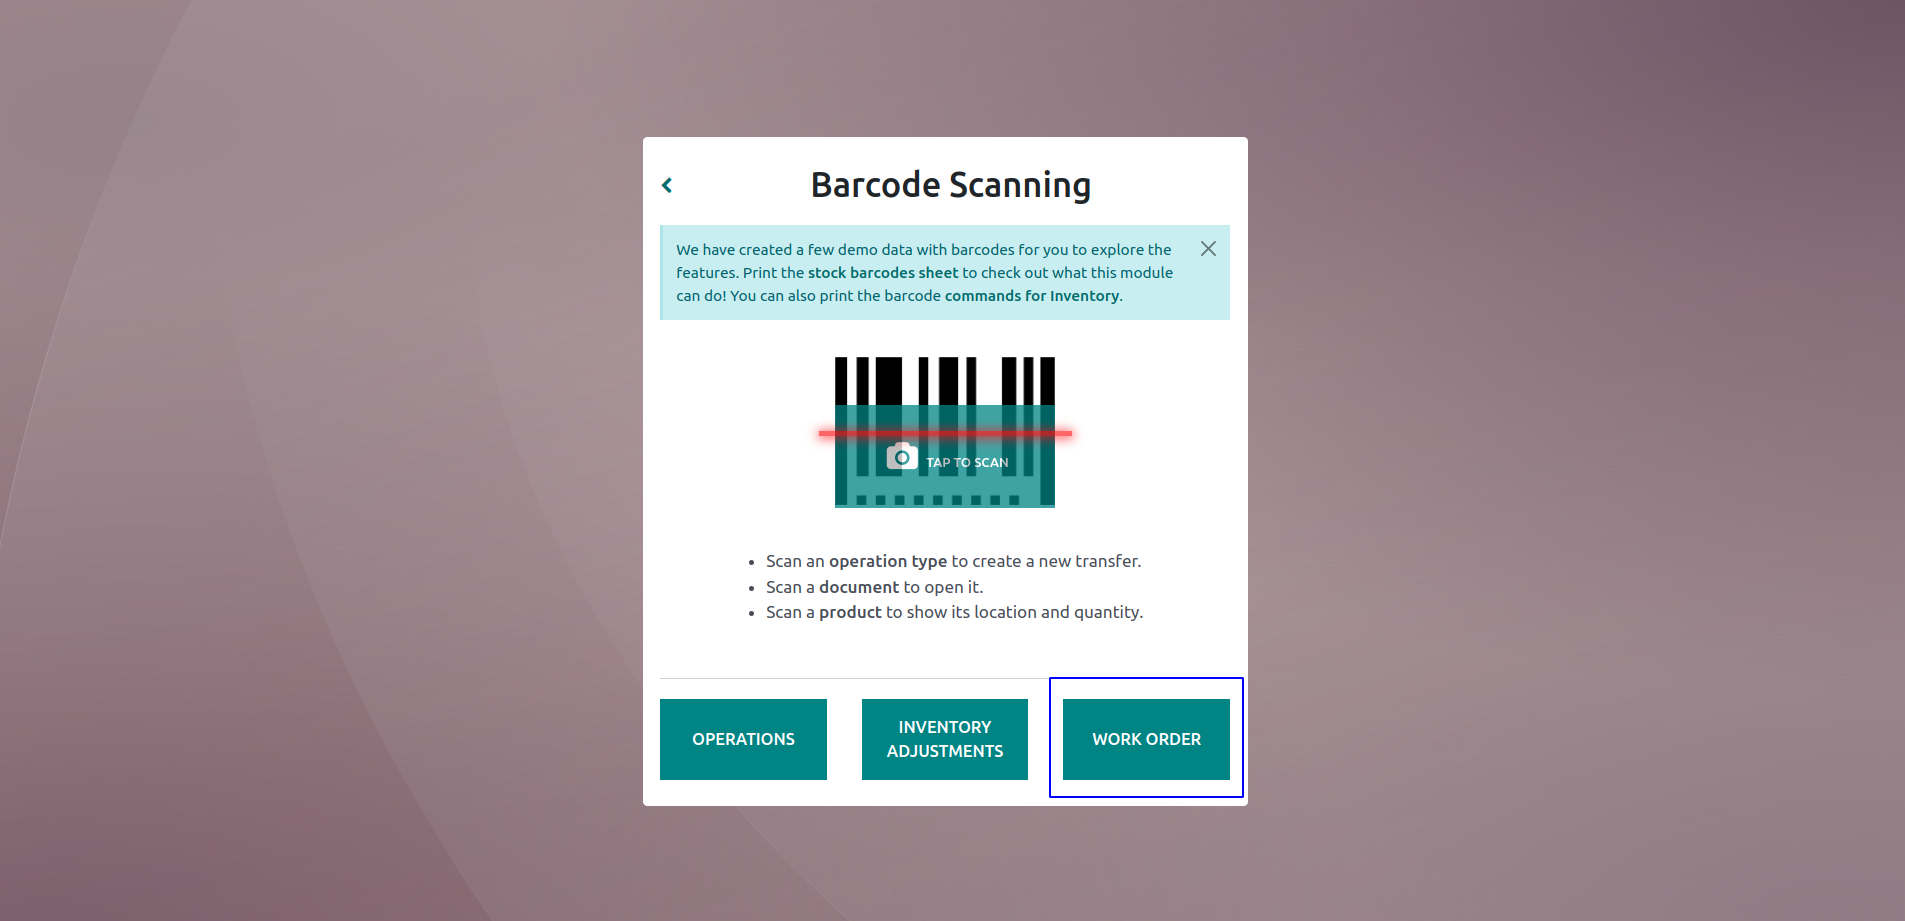 Barcode Scanning
We have created a few demo data with barcodes for you to explore the
features. Print the stock barcodes sheet to check out what this module
can do! You can also print the barcode commands for Inventory.
TAP TO SCAN
• Scan an operation type to create a new transfer.
• Scan a document to open it.
• Scan a product to show its location and quantity.
OPERATIONS
INVENTORY
ADJUSTMENTS
WORK ORDER